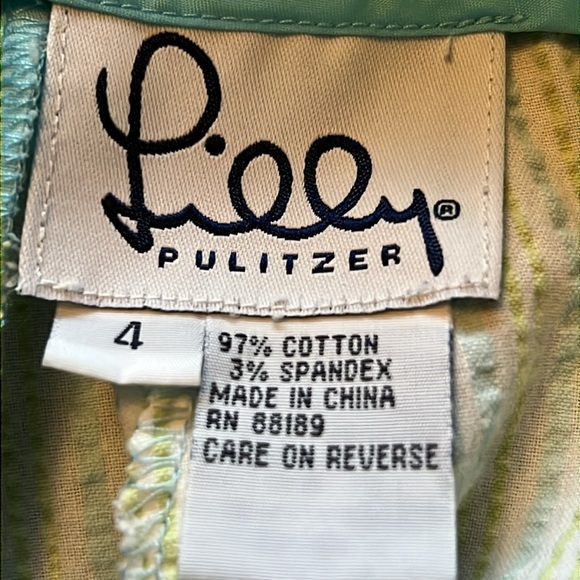 Lilly®
PULITZER
4
97% COTTON
3% SPANDEX
MADE IN CHINA
RN 88189
CARE ON REVERSE